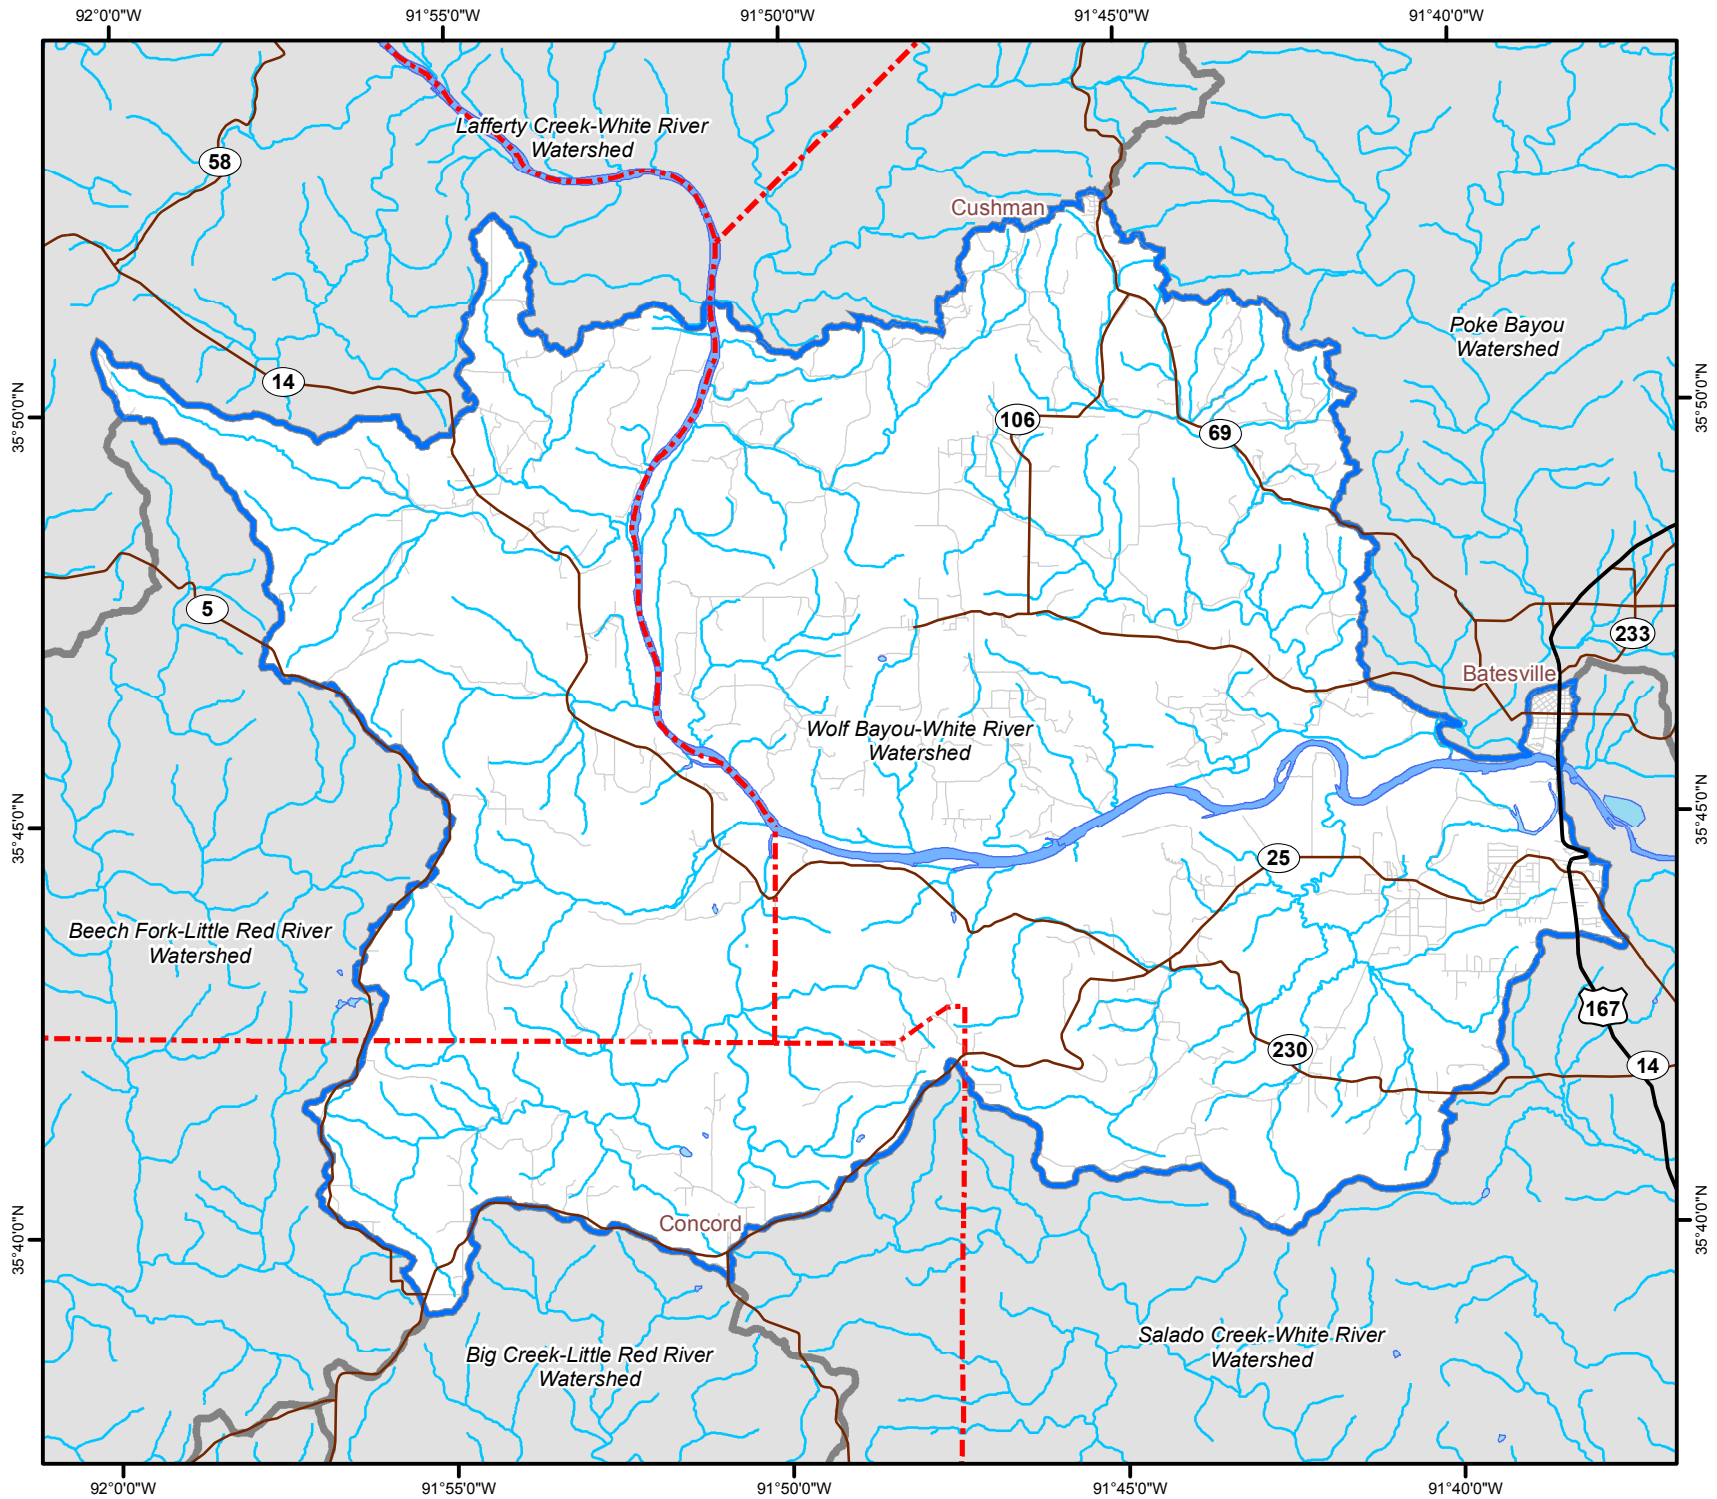 92°0'0"W
91°55'0"W
91°50'0"W
91°45'0"W
91°40'0"W
Lafferty Creek-White River
Watershed
58
Cushman
Poke Bayou
Watershed
14
35°50'0"N
35°50'0"N
106
69
5
233
Batesville
Wolf Bayou-White River
Watershed
35°45'0"N
35°45'0"N
25
Beech Fork-Little Red River
Watershed
167
230
14
Concord
35°40'0"N
35°40'0"N
Salado Creek-White River
Watershed
Big Creek-Little Red River
Watershed
92°0'0"W
91°55'0"W
91°50'0"W
91°45'0"W
91°40'0"W